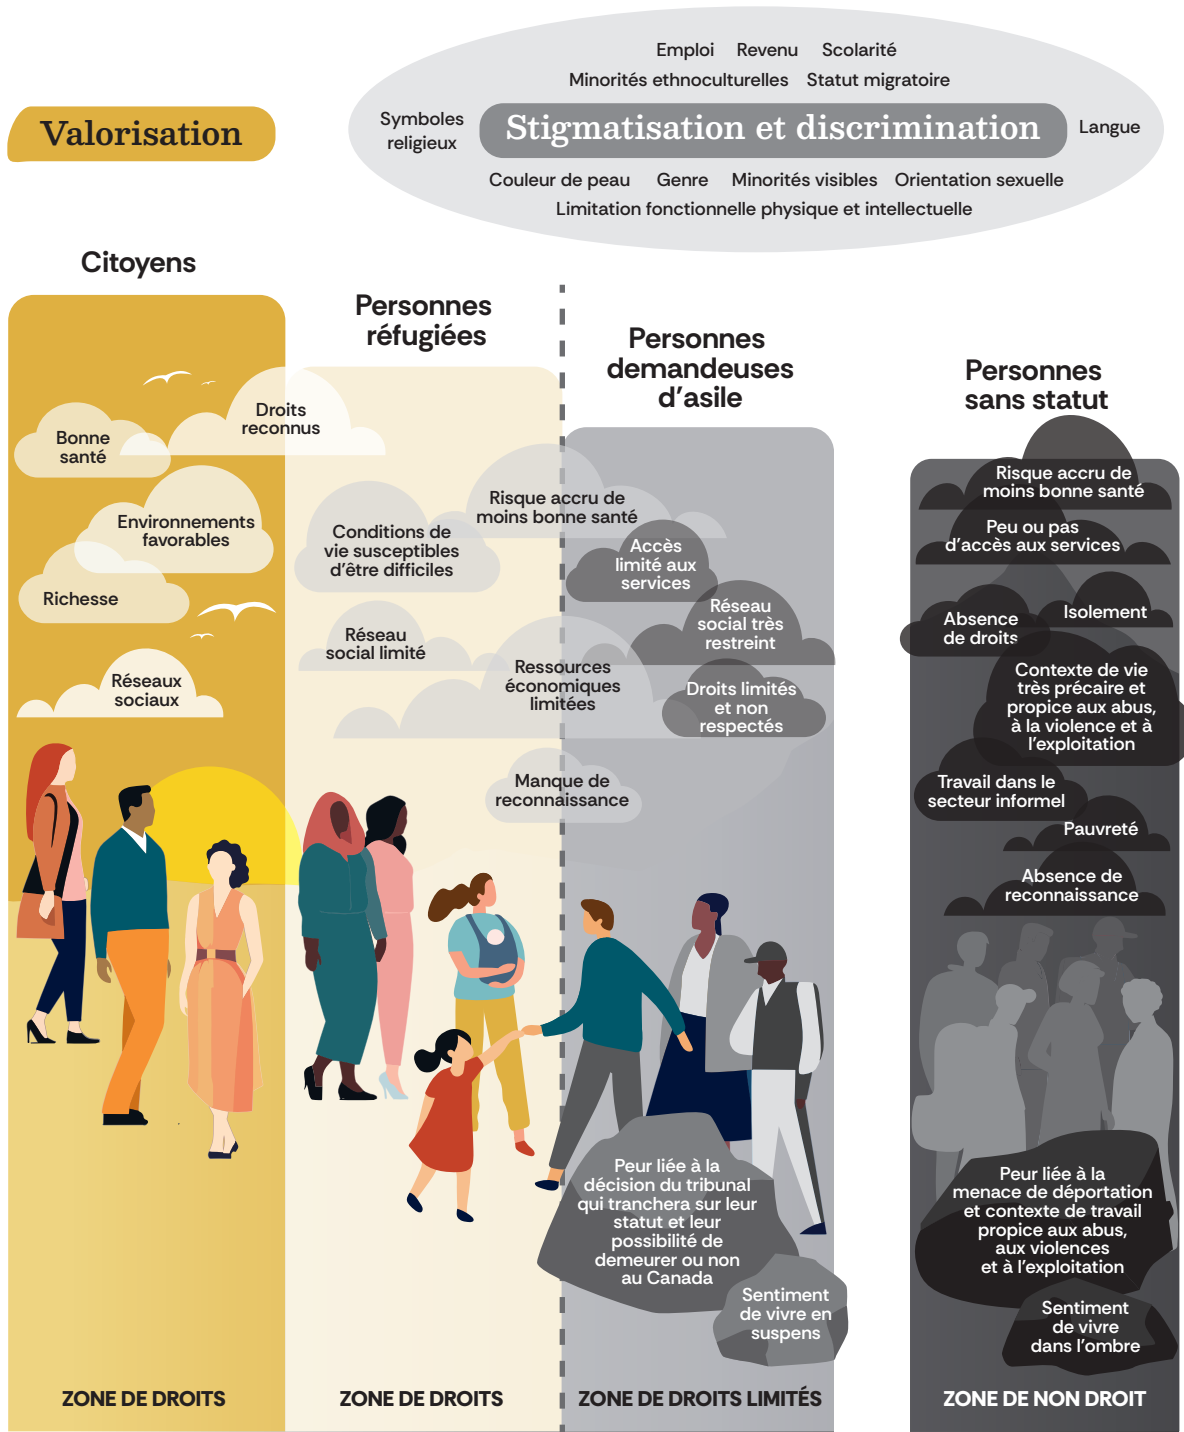 Valorisation
Emploi Revenu Scolarité
Minorités ethnoculturelles Statut migratoire
Symboles
religieux
Stigmatisation et discrimination
Langue
Couleur de peau Genre Minorités visibles Orientation sexuelle
Limitation fonctionnelle physique et intellectuelle
Citoyens
Droits
reconnus
Bonne
santé
Environnements
favorables
Richesse
Réseaux
sociaux
ZONE DE DROITS
Personnes
réfugiées
Risque accru de
moins bonne santé
Conditions de
vie susceptibles
d'être difficiles
Réseau
social limité
Ressources
économiques
limitées
Manque de
reconnaissance
ZONE DE DROITS
Personnes
demandeuses
d'asile
Accès
limité aux
services
Réseau
social très
restreint
Droits limités
et non
respectés
Peur liée à la
décision du tribunal
qui tranchera sur leur
statut et leur
possibilité de
demeurer ou non
au Canada
Sentiment
de vivre en
suspens
ZONE DE DROITS LIMITÉS
Personnes
sans statut
Risque accru de
moins bonne santé
Peu ou pas
d'accès aux services
Absence
de droits
Isolement
Contexte de vie
très précaire et
propice aux abus,
à la violence et à
l'exploitation
Travail dans le
secteur informel
Pauvreté
Absence de
reconnaissance
Peur liée à la
menace de déportation
et contexte de travail
propice aux abus,
aux violences
et à l'exploitation
Sentiment
de vivre
dans l'ombre
ZONE DE NON DROIT